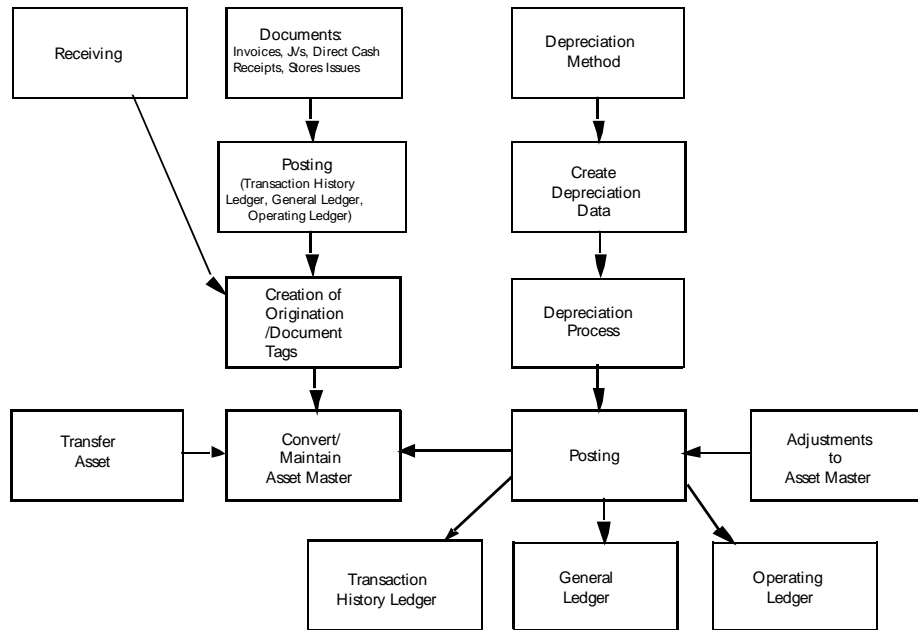 Receiving
Documents:
Invoices, JVs, Direct Cash
Receipts, Stores Issues
Depreciation
Method
Posting
(Transaction History
Ledger, General Ledger,
Operating Ledger)
Create
Depreciation
Data
Creation of
Origination
/Document
Tags
Depreciation
Process
Transfer
Asset
Convert/
Maintain
Asset Master
Posting
Adjustments
to
Asset Master
Transaction
History Ledger
General
Ledger
Operating
Ledger